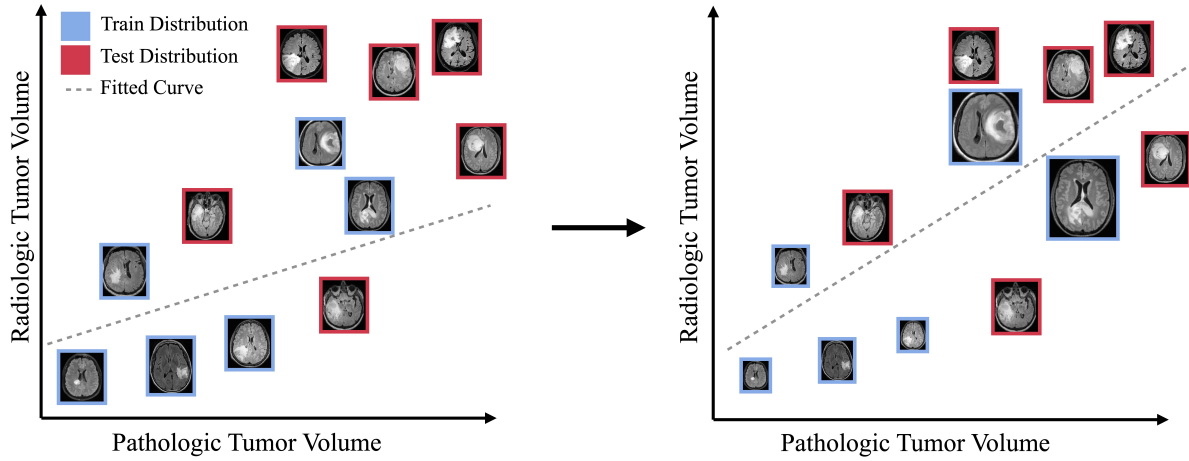 Train Distribution
Test Distribution
Fitted Curve
Radiologic Tumor Volume
Pathologic Tumor Volume
Radiologic Tumor Volume
Pathologic Tumor Volume